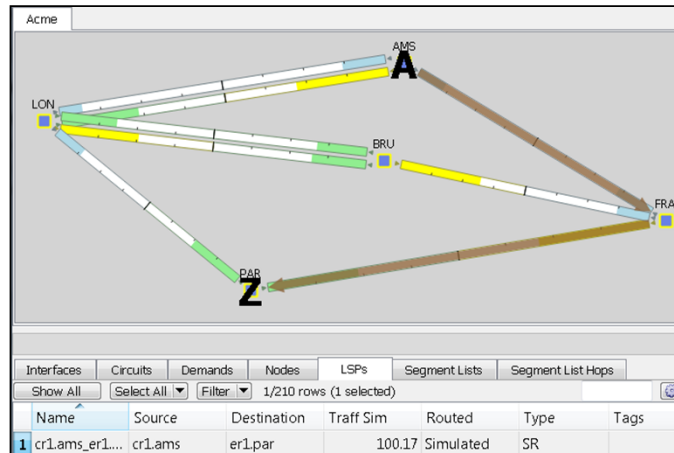 Acme
AMS
A
LON
BRU
FRA
PAR
Z
Interfaces Circuits Demands Nodes LSPs Segment Lists Segment List Hops
Show All Select All Filter 1/210 rows (1 selected)
Name Source Destination Traff Sim Routed Type Tags
1 cr1.ams_er1.... cr1.ams er1.par 100.17 Simulated SR